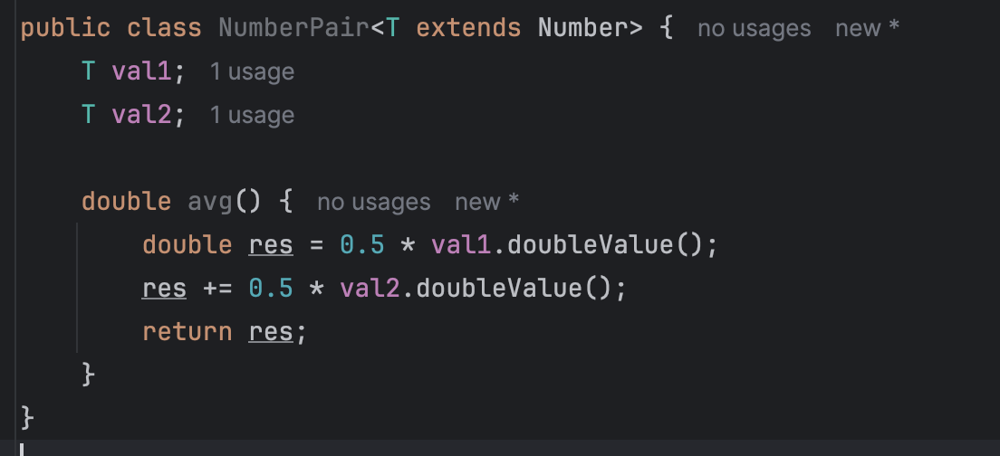 public class NumberPair<T extends Number> { no usages new *
    T val1; 1 usage
    T val2; 1 usage

    double avg() { no usages new *
        double res = 0.5 * val1.doubleValue();
        res += 0.5 * val2.doubleValue();
        return res;
    }
}